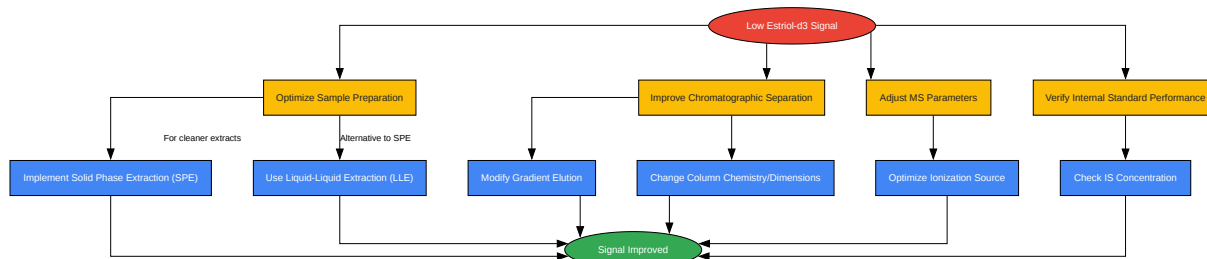 Low Estriol-d3 Signal
Optimize Sample Preparation
Improve Chromatographic Separation
Adjust MS Parameters
Verify Internal Standard Performance
For cleaner extracts
Alternative to SPE
Implement Solid Phase Extraction (SPE)
Use Liquid-Liquid Extraction (LLE)
Modify Gradient Elution
Change Column Chemistry/Dimensions
Optimize Ionization Source
Check IS Concentration
Signal Improved